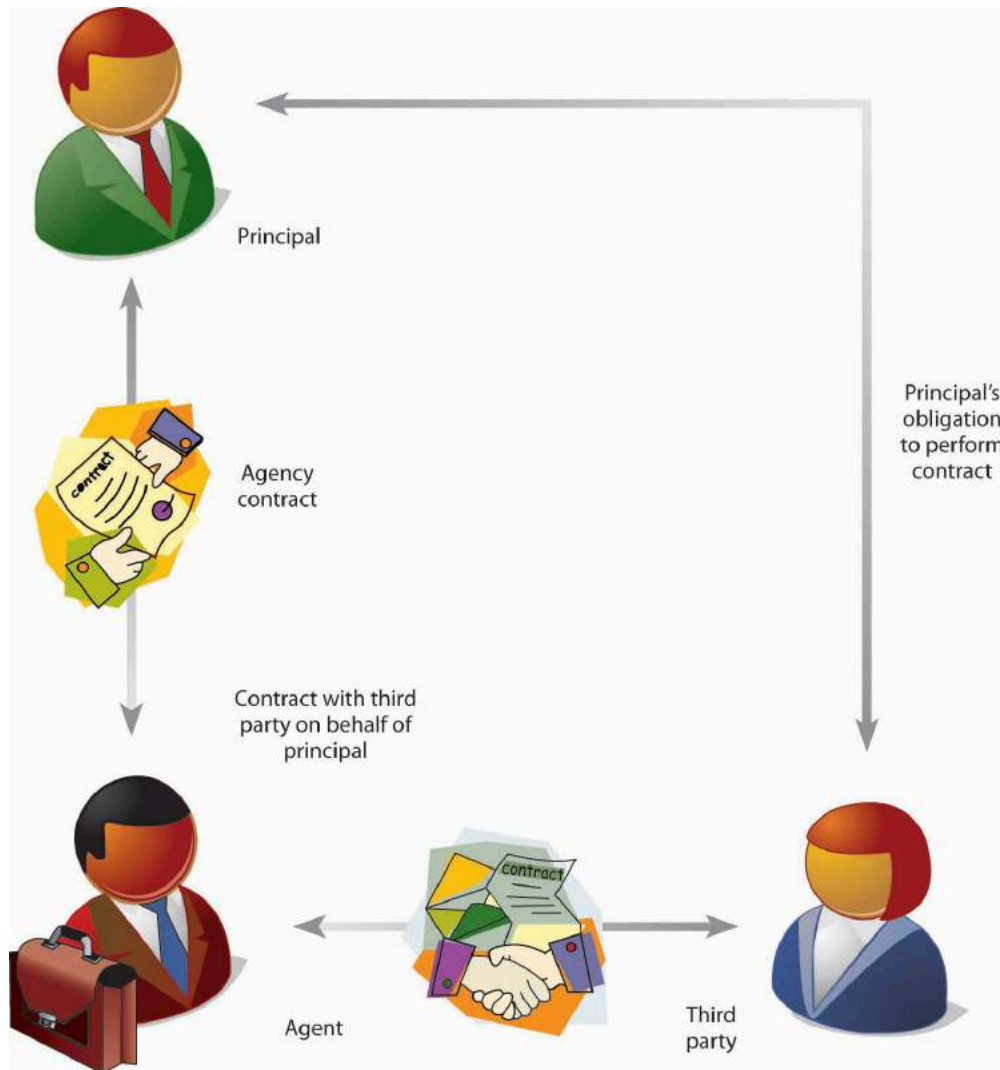 Principal
contract
Agency
contract
Principal's
obligation
to perform
contract
Contract with third
party on behalf of
principal
contract
Agent
Third
party